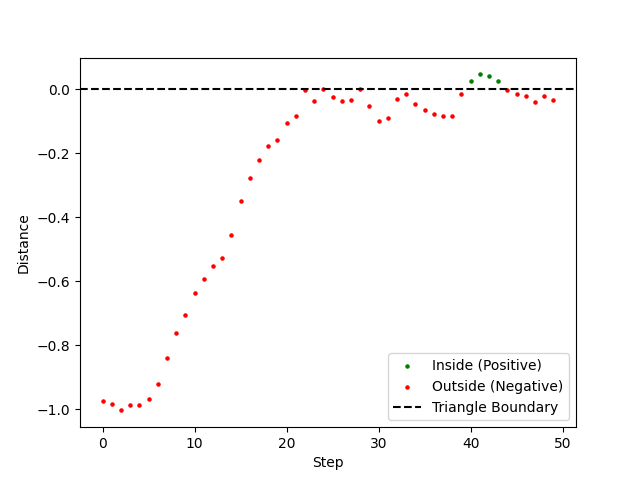 0.0
−0.2
−0.4
−0.6
−0.8
−1.0
Distance
0 10 20 30 40 50
Step
Inside (Positive)
Outside (Negative)
Triangle Boundary